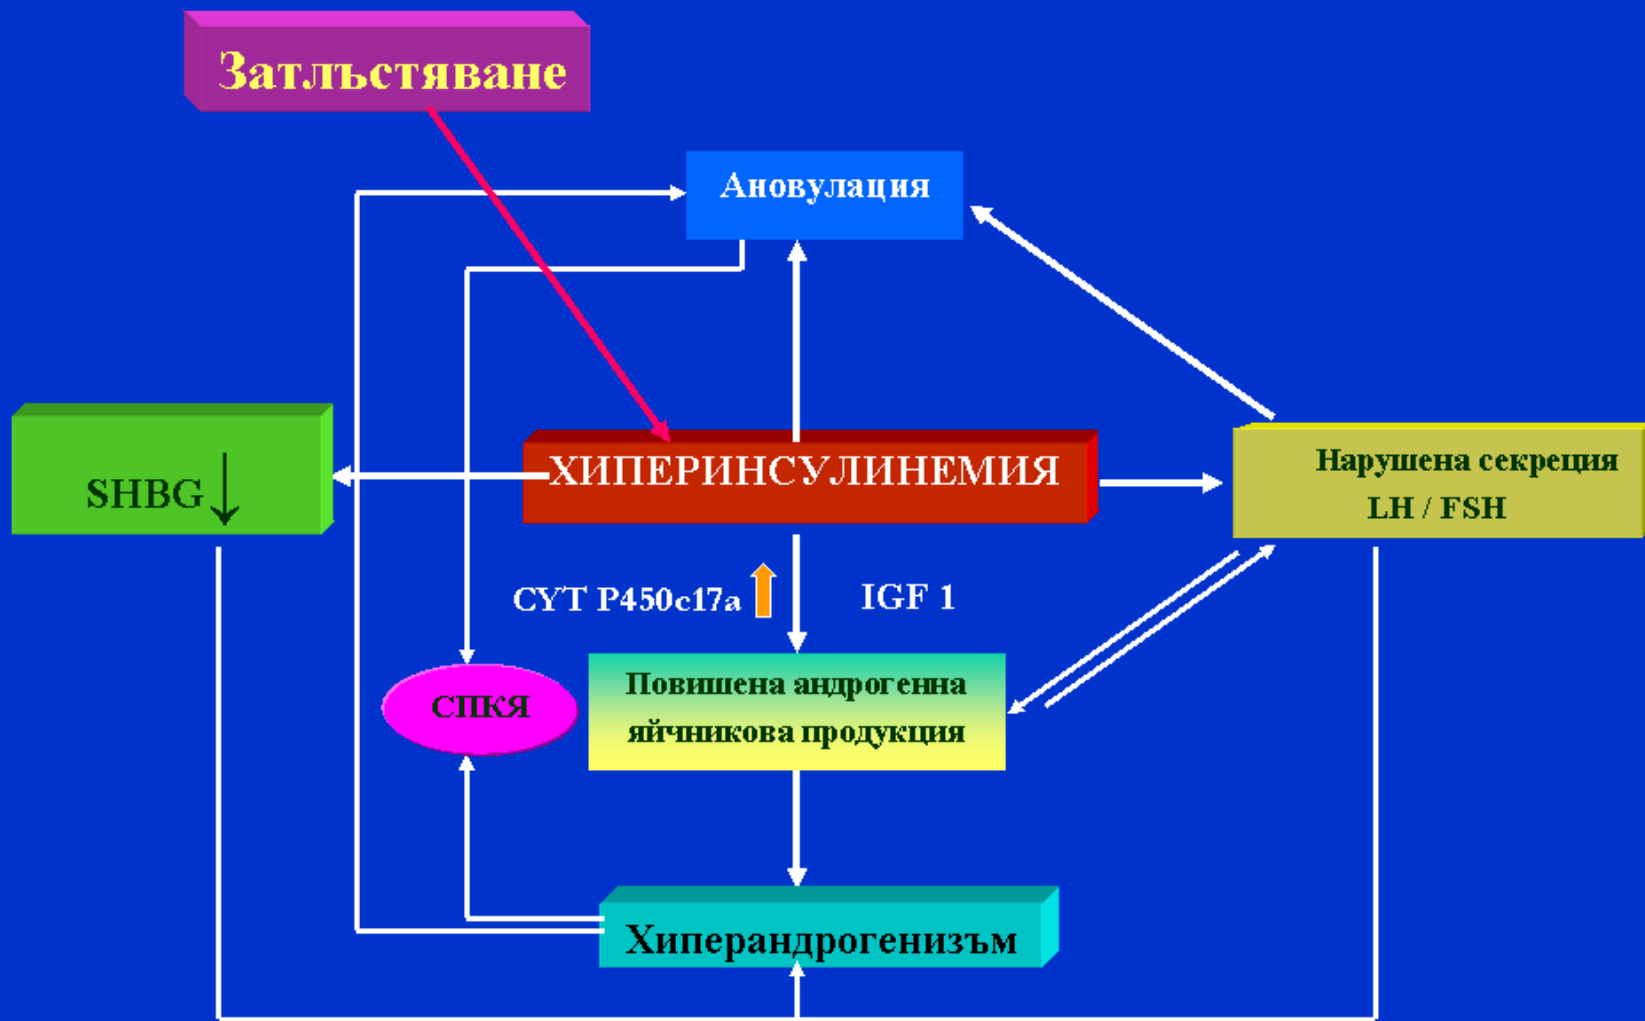 Затлъстяване
Ановулация
SHBG↓
ХИПЕРИНСУЛИНЕМИЯ
Нарушена секреция
LH / FSH
CYT P450c17a
IGF 1
СПКЯ
Повишена андрогенна
яйчникова продукция
Хиперандрогенизъм